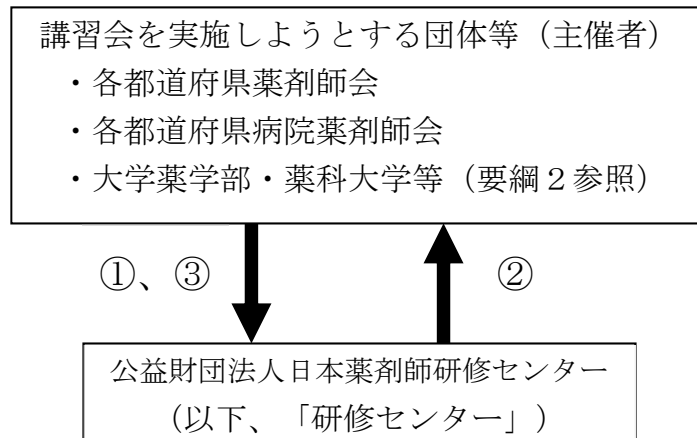 講習会を実施しようとする団体等（主催者）
・各都道府県薬剤師会
・各都道府県病院薬剤師会
・大学薬学部・薬科大学等（要綱２参照）
①、③
②
公益財団法人日本薬剤師研修センター
（以下、「研修センター」）